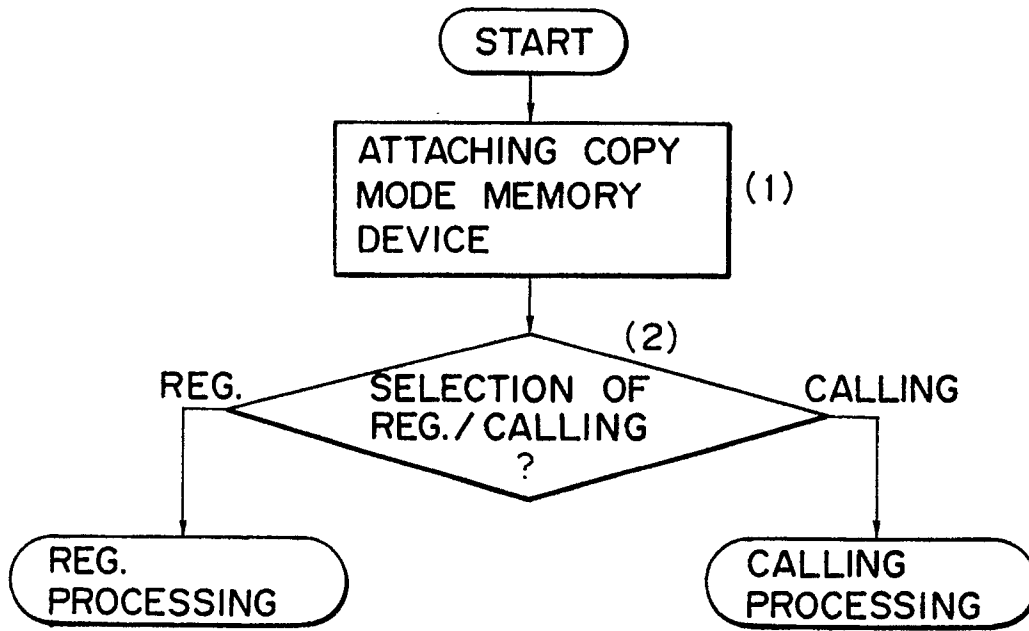 START
ATTACHING COPY
MODE MEMORY
DEVICE
(1)
(2)
REG.
SELECTION OF
REG./CALLING
?
CALLING
REG.
PROCESSING
CALLING
PROCESSING